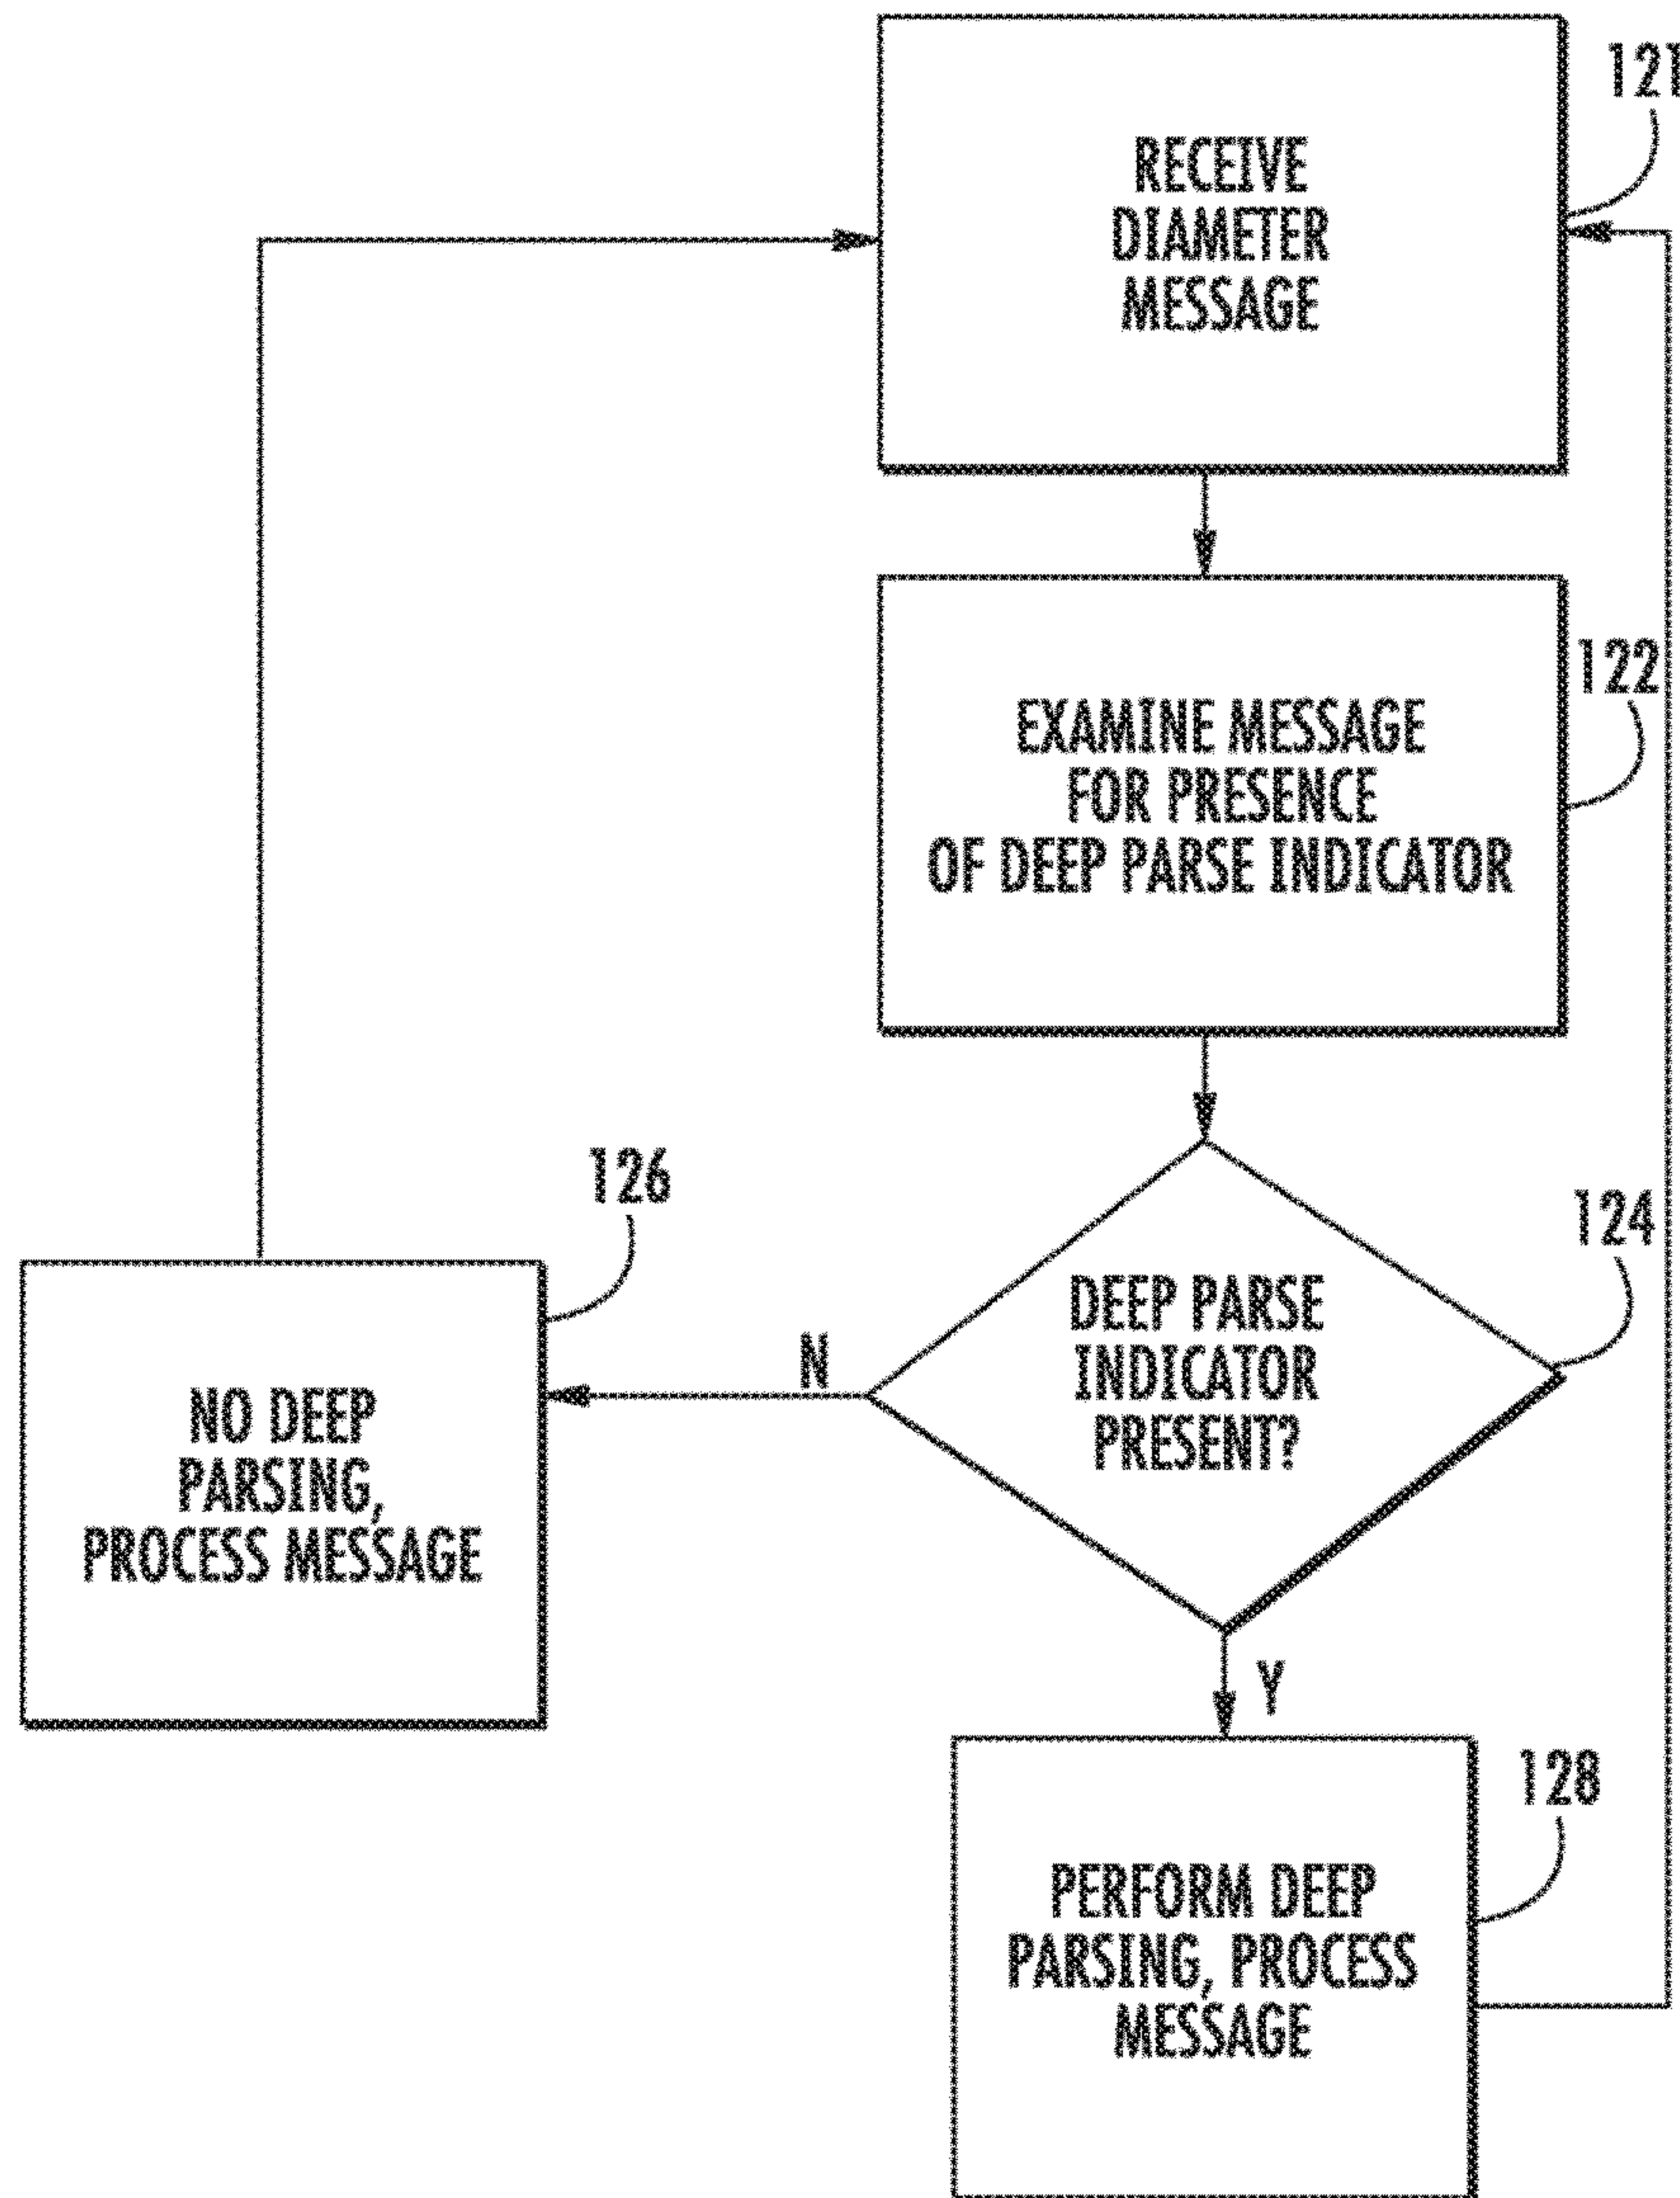 RECEIVE
DIAMETER
MESSAGE
121
EXAMINE MESSAGE
FOR PRESENCE
OF DEEP PARSE INDICATOR
122
DEEP PARSE
INDICATOR
PRESENT?
124
N
126
NO DEEP
PARSING,
PROCESS MESSAGE
Y
128
PERFORM DEEP
PARSING, PROCESS
MESSAGE